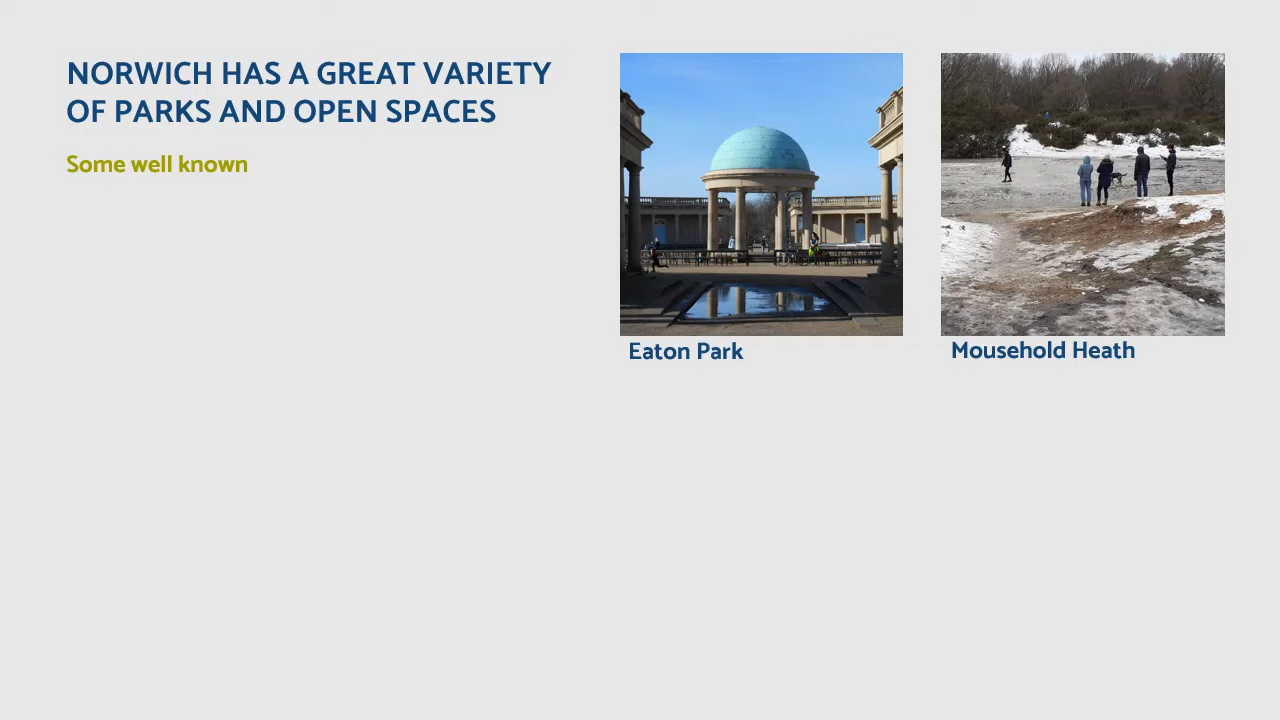 NORWICH HAS A GREAT VARIETY
OF PARKS AND OPEN SPACES
Some well known
Eaton Park
Mousehold Heath